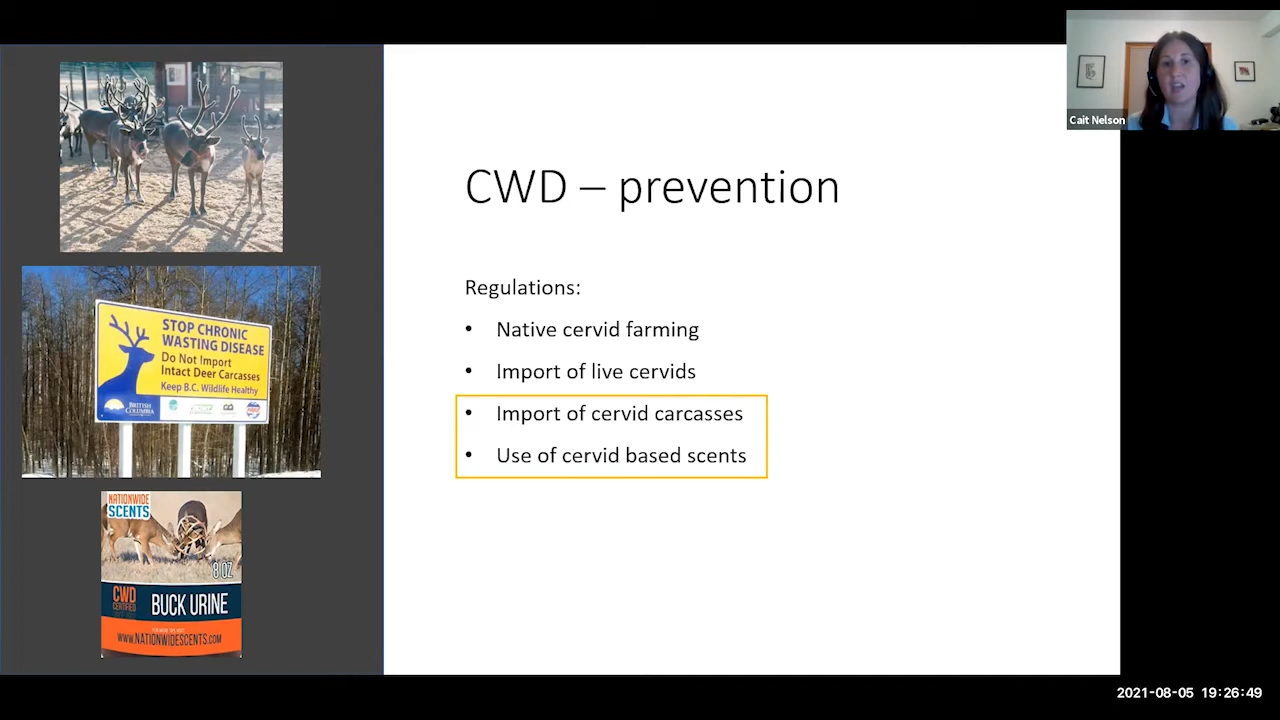 Cait Nelson
CWD – prevention
Regulations:
• Native cervid farming
• Import of live cervids
• Import of cervid carcasses
• Use of cervid based scents
STOP CHRONIC
WASTING DISEASE
Do Not Import
Intact Deer Carcasses
Keep B.C. Wildlife Healthy
BRITISH
COLUMBIA
NATIONWIDE
SCENTS
8 OZ
CWD
CERTIFIED
BUCK URINE
WWW.NATIONWIDESCENTS.COM
2021-08-05 19:26:49